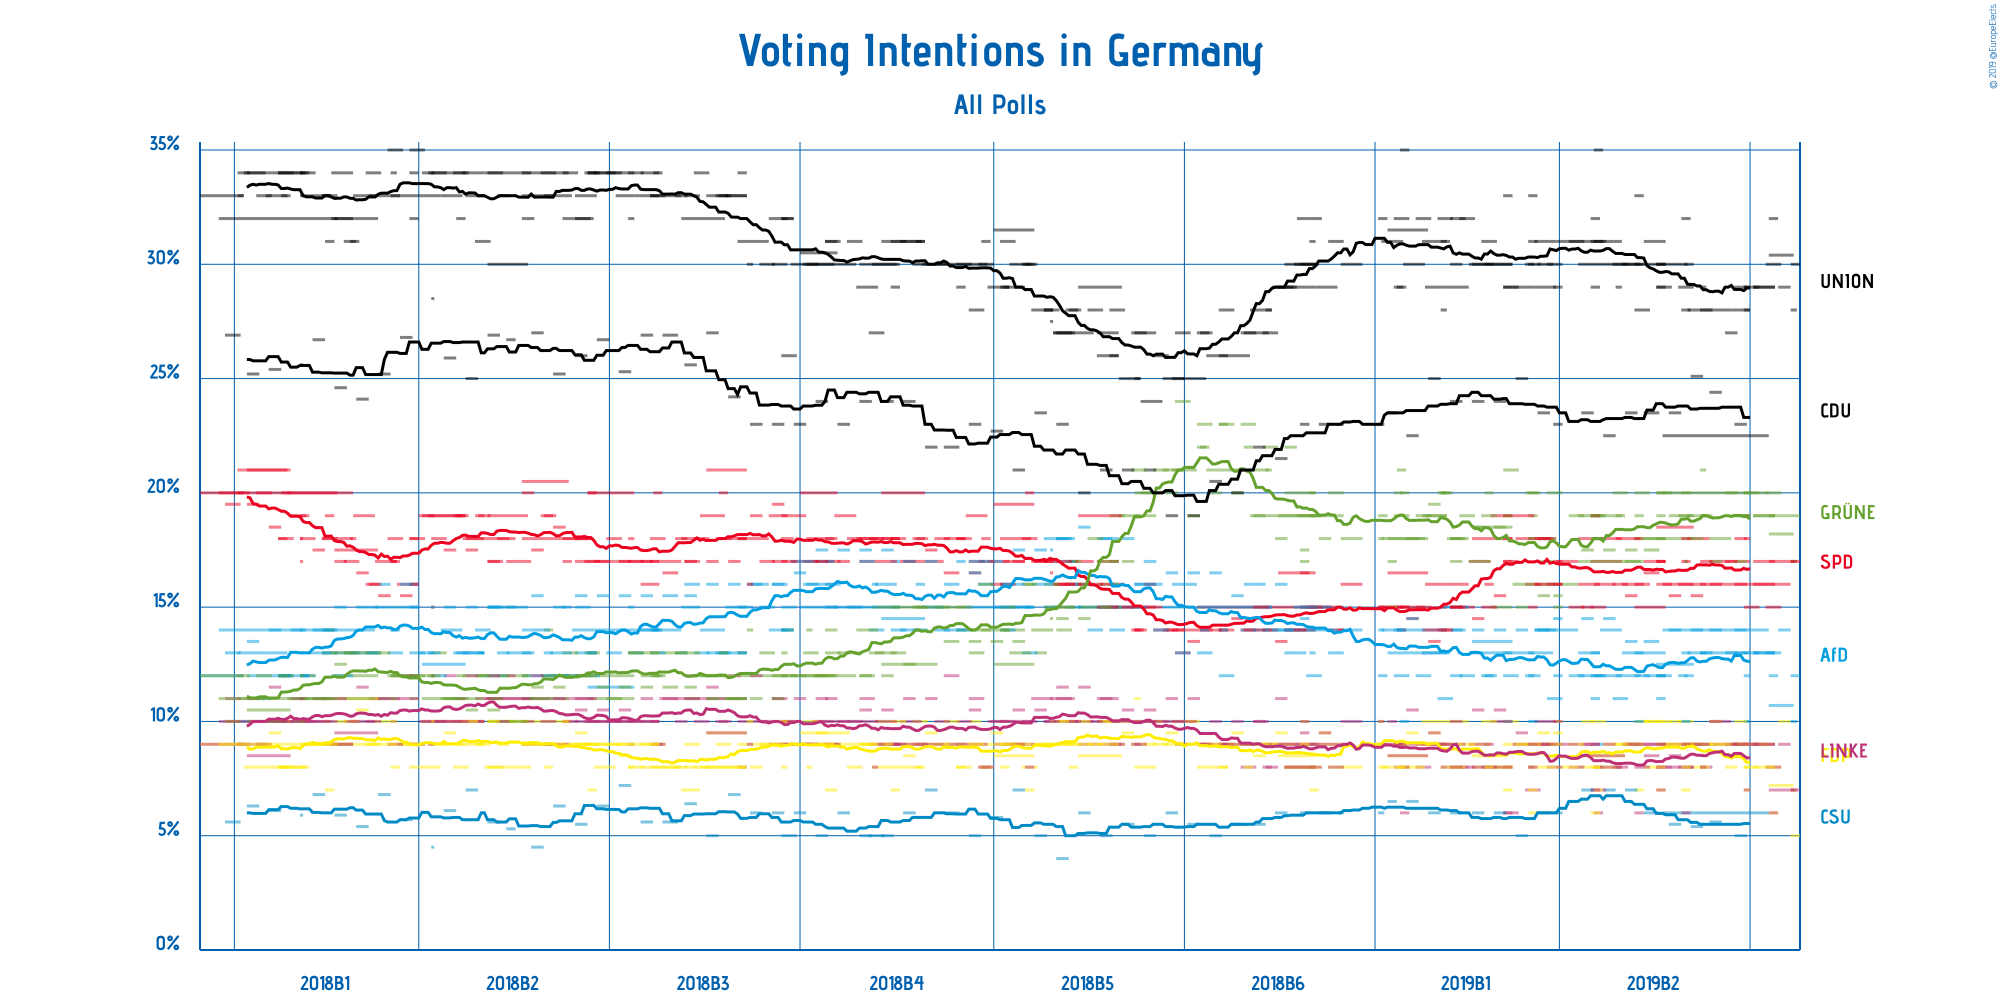 Voting Intentions in Germany
All Polls
© 2019 @EuropeElects
35%
30%
25%
20%
15%
10%
5%
0%
UNION
CDU
GRÜNE
SPD
AfD
LINKE
CSU
2018B1
2018B2
2018B3
2018B4
2018B5
2018B6
2019B1
2019B2